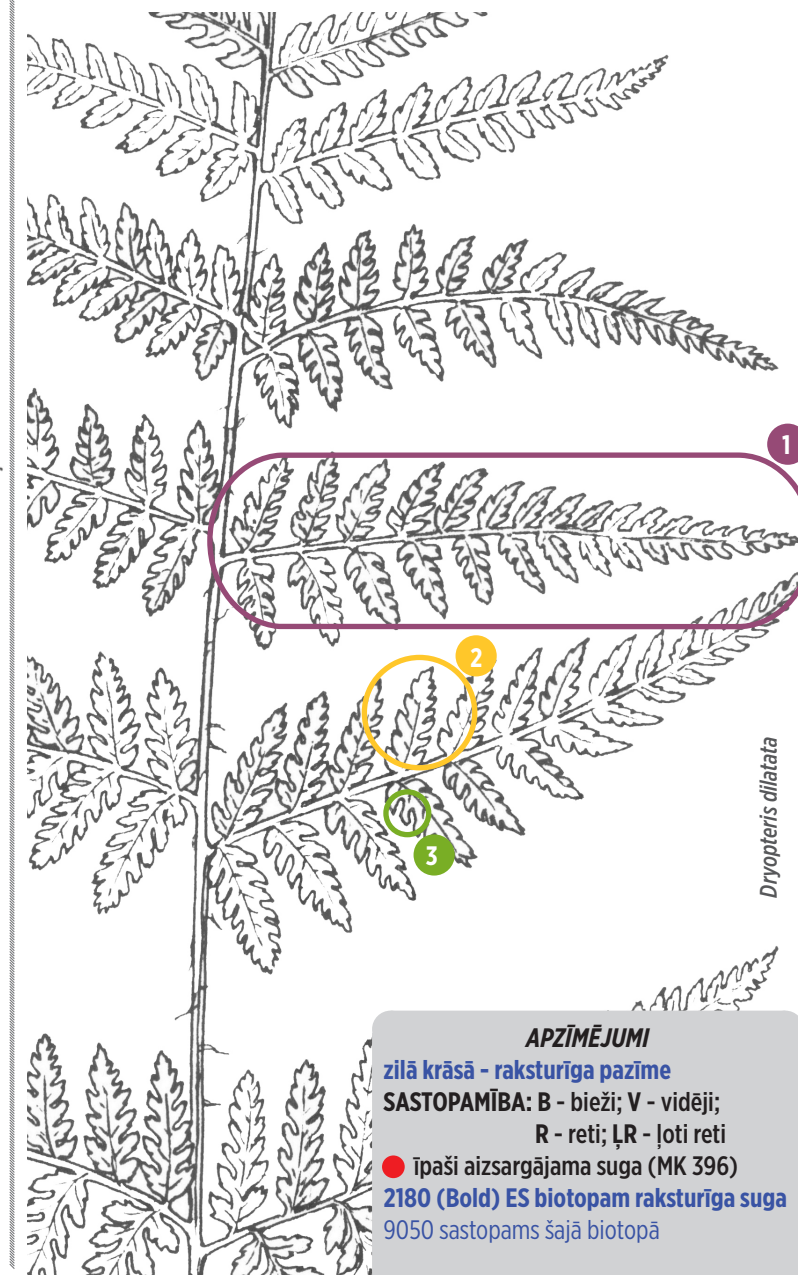 1
2
3
Dryopteris dilatata
APZĪMĒJUMI
zilā krāsā - raksturīga pazīme
SASTOPAMĪBA: B - bieži; V - vidēji;
R - reti; ĻR - ļoti reti
īpaši aizsargājama suga (MK 396)
2180 (Bold) ES biotopam raksturīga suga
9050 sastopams šajā biotopā